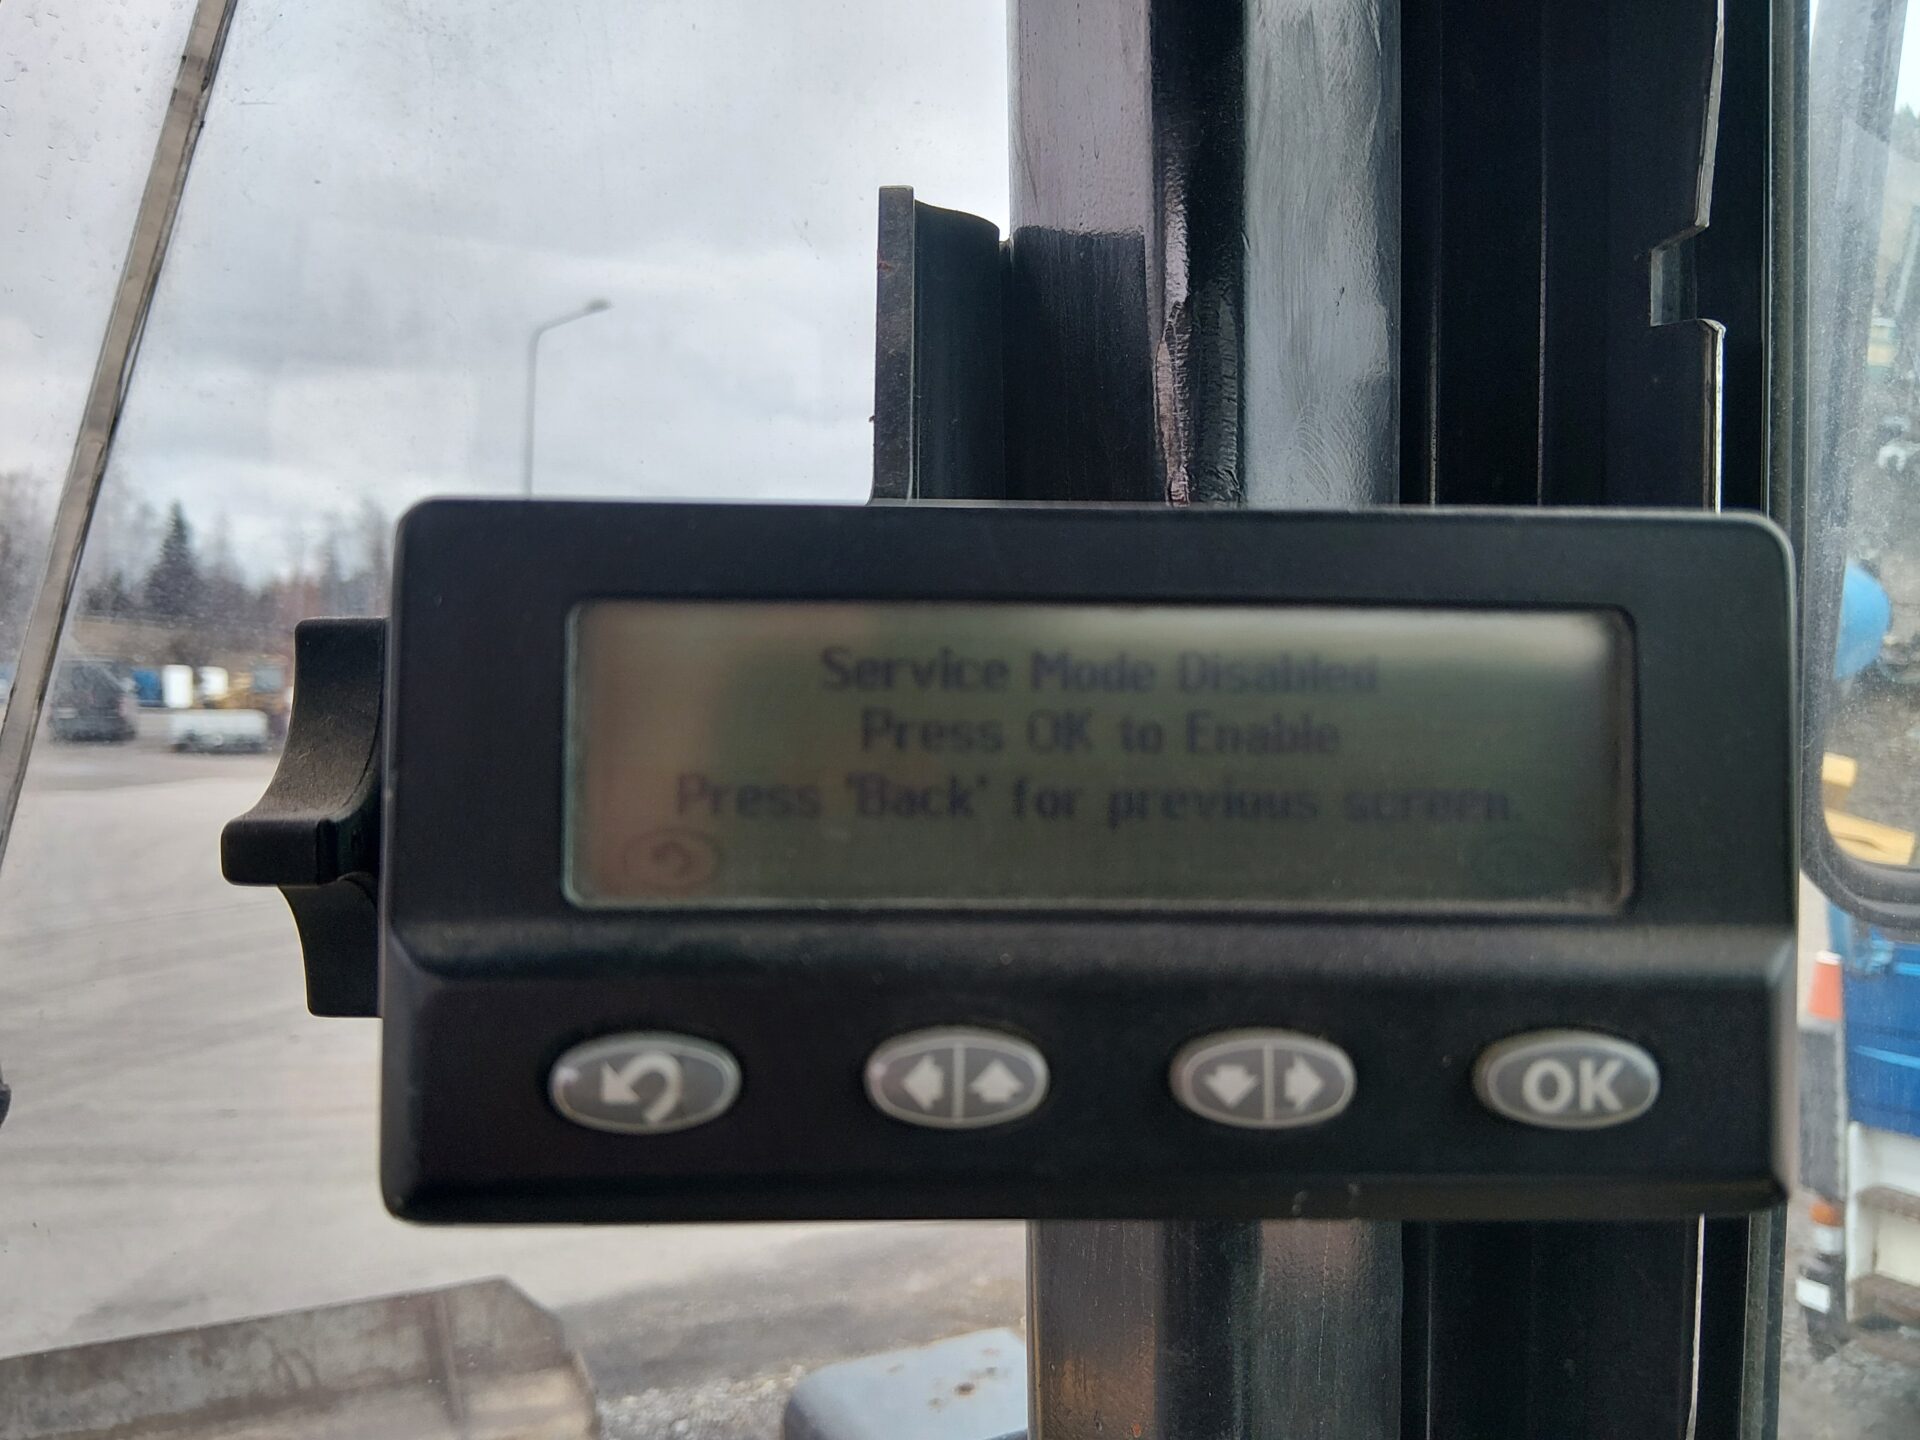 Service Mode Disabled
Press OK to Enable
Press 'Back' for previous screen.
OK